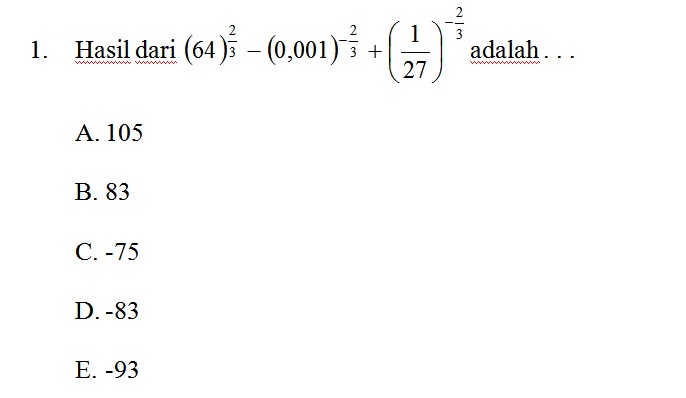 1. Hasil dari (64)^{2/3} – (0,001)^{-2/3} + (1/27)^{-2/3} adalah . . .
A. 105
B. 83
C. -75
D. -83
E. -93